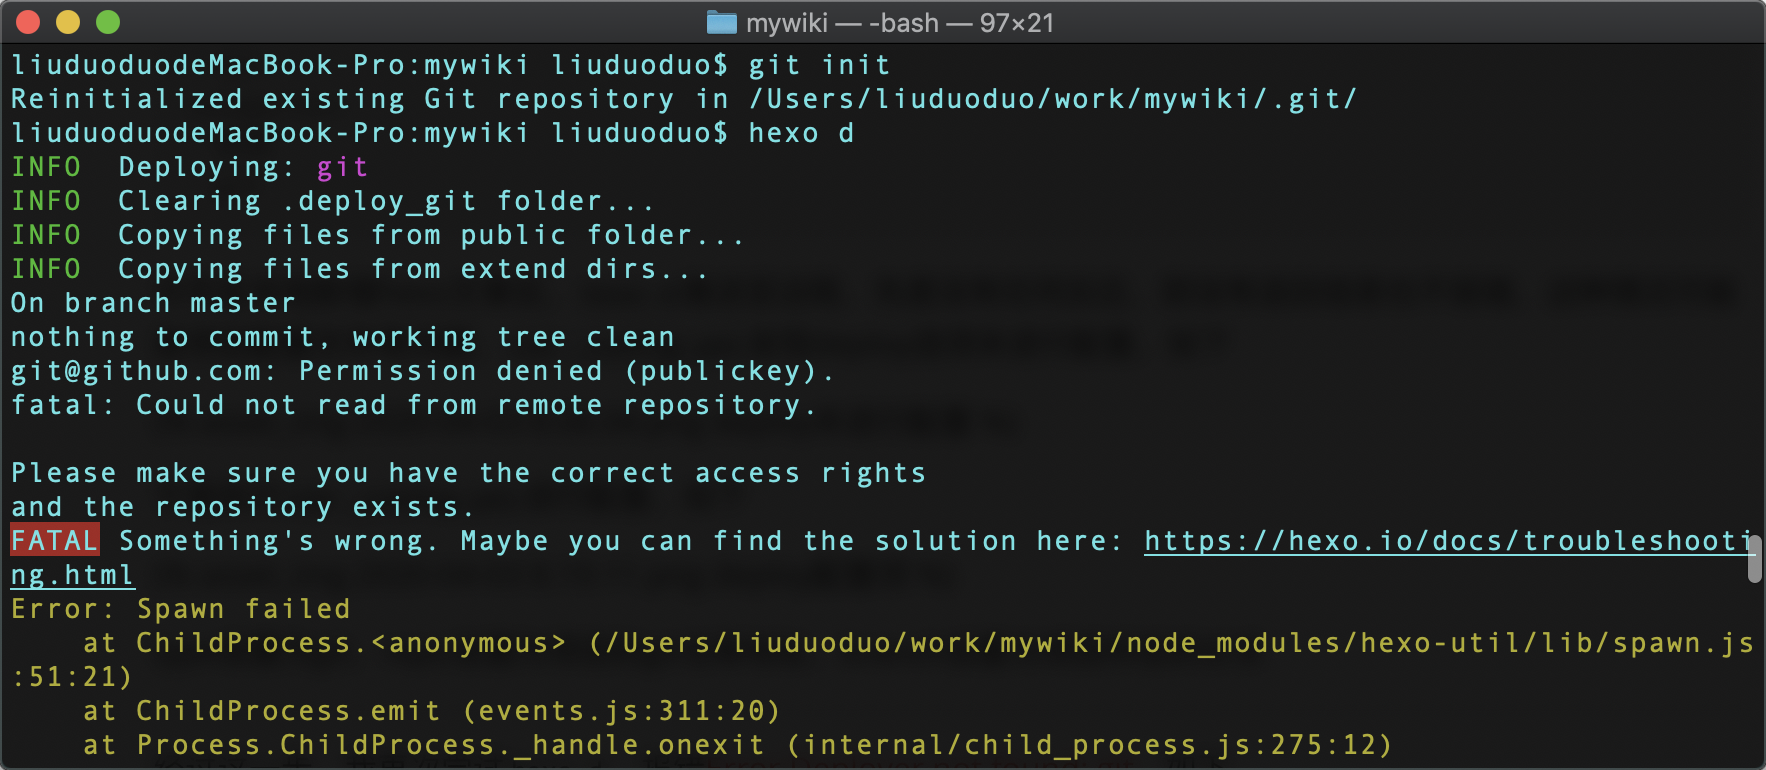 mywiki — -bash — 97×21
liuduoduodeMacBook-Pro:mywiki liuduoduo$ git init
Reinitialized existing Git repository in /Users/liuduoduo/work/mywiki/.git/
liuduoduodeMacBook-Pro:mywiki liuduoduo$ hexo d
INFO  Deploying: git
INFO  Clearing .deploy_git folder...
INFO  Copying files from public folder...
INFO  Copying files from extend dirs...
On branch master
nothing to commit, working tree clean
git@github.com: Permission denied (publickey).
fatal: Could not read from remote repository.
Please make sure you have the correct access rights
and the repository exists.
FATAL Something's wrong. Maybe you can find the solution here: https://hexo.io/docs/troubleshooti
ng.html
Error: Spawn failed
    at ChildProcess.<anonymous> (/Users/liuduoduo/work/mywiki/node_modules/hexo-util/lib/spawn.js
:51:21)
    at ChildProcess.emit (events.js:311:20)
    at Process.ChildProcess._handle.onexit (internal/child_process.js:275:12)